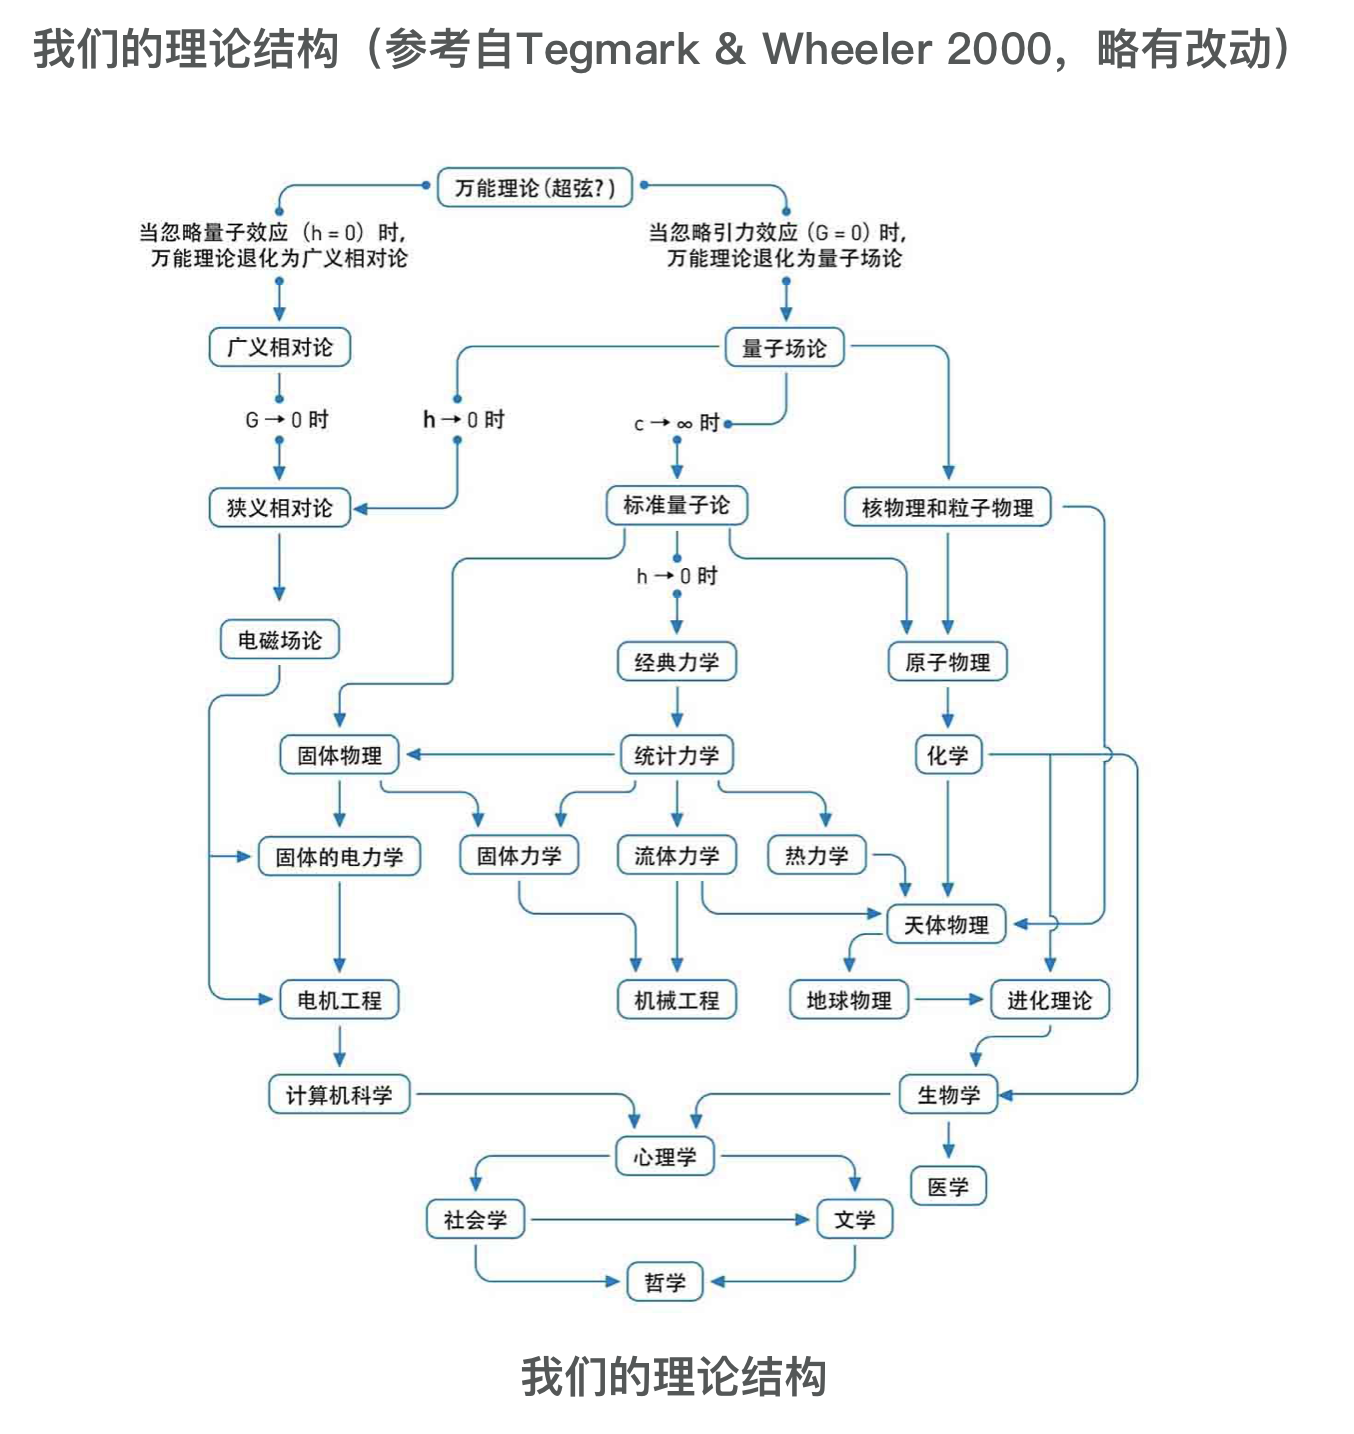 我们的理论结构（参考自Tegmark & Wheeler 2000，略有改动）
万能理论(超弦?)
当忽略量子效应（h = 0）时,
万能理论退化为广义相对论
当忽略引力效应 (G = 0) 时,
万能理论退化为量子场论
广义相对论
量子场论
G → 0 时
h → 0 时
c → ∞ 时
狭义相对论
标准量子论
核物理和粒子物理
h → 0 时
电磁场论
经典力学
原子物理
固体物理
统计力学
化学
固体的电力学
固体力学
流体力学
热力学
天体物理
电机工程
机械工程
地球物理
进化理论
计算机科学
生物学
心理学
医学
社会学
文学
哲学
我们的理论结构